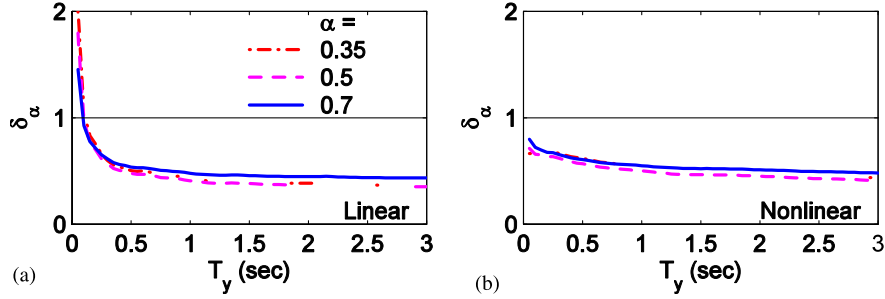 2
1
0
δα
α =
0.35
0.5
0.7
Linear
0 0.5 1 1.5 2 2.5 3
Ty (sec)
(a)
2
1
0
δα
Nonlinear
0 0.5 1 1.5 2 2.5 3
Ty (sec)
(b)